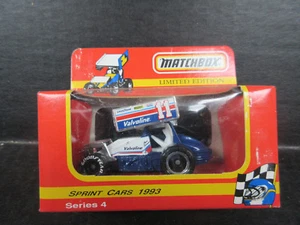 MATCHBOX
LIMITED EDITION
11
Valvoline
Valvoline
SPRINT CARS 1993
Series 4